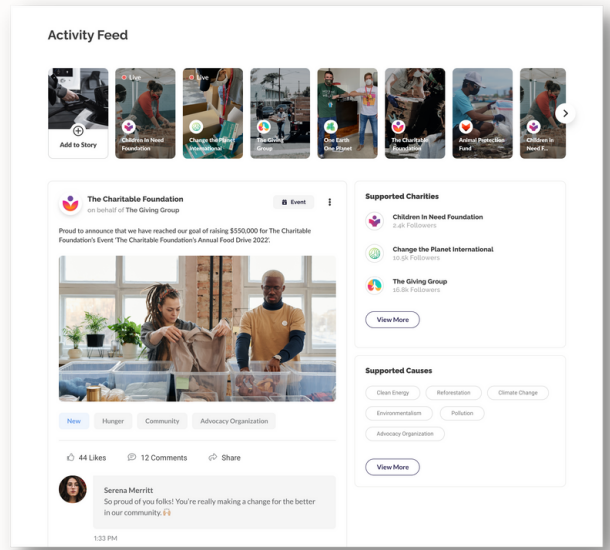 Activity Feed
Live
Live
Add to Story
Children In Need
Foundation
Change the Planet
International
The Giving
Group
One Earth
One Planet
The Charitable
Foundation
Animal Protection
Fund
Children in
Need F...
The Charitable Foundation
on behalf of The Giving Group
Event
Proud to announce that we have reached our goal of raising $550,000 for The Charitable
Foundation's Event 'The Charitable Foundation's Annual Food Drive 2022'.
New
Hunger
Community
Advocacy Organization
44 Likes
12 Comments
Share
Serena Merritt
So proud of you folks! You're really making a change for the better
in our community. 🙌🏼
1:33 PM
Supported Charities
Children In Need Foundation
2.4k Followers
Change the Planet International
10.5k Followers
The Giving Group
16.8k Followers
View More
Supported Causes
Clean Energy
Reforestation
Climate Change
Environmentalism
Pollution
Advocacy Organization
View More